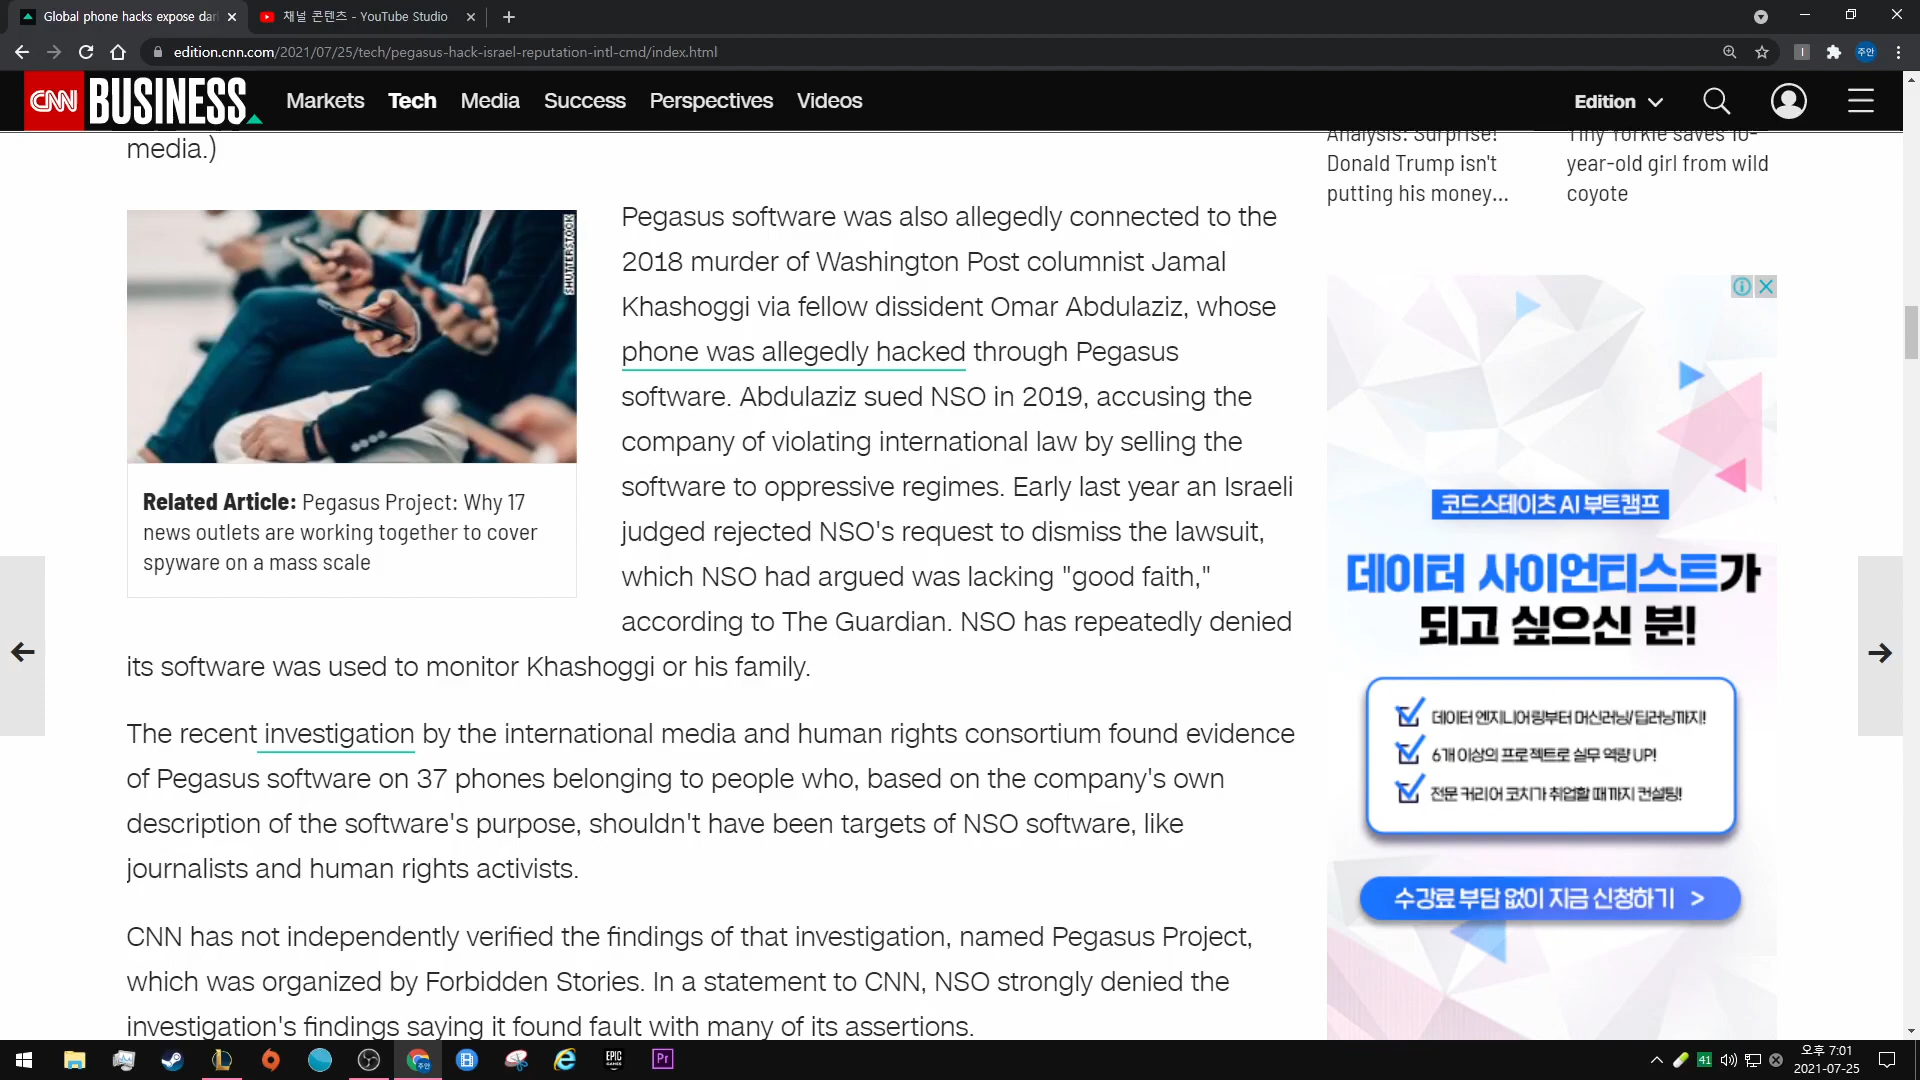 Global phone hacks expose dar
채널 콘텐츠 - YouTube Studio
edition.cnn.com/2021/07/25/tech/pegasus-hack-israel-reputation-intl-cmd/index.html
주안
CNN BUSINESS
Markets Tech Media Success Perspectives Videos
Edition
media.)
SHUTTERSTOCK
Related Article: Pegasus Project: Why 17
news outlets are working together to cover
spyware on a mass scale
Pegasus software was also allegedly connected to the
2018 murder of Washington Post columnist Jamal
Khashoggi via fellow dissident Omar Abdulaziz, whose
phone was allegedly hacked through Pegasus
software. Abdulaziz sued NSO in 2019, accusing the
company of violating international law by selling the
software to oppressive regimes. Early last year an Israeli
judged rejected NSO's request to dismiss the lawsuit,
which NSO had argued was lacking "good faith,"
according to The Guardian. NSO has repeatedly denied
its software was used to monitor Khashoggi or his family.
The recent investigation by the international media and human rights consortium found evidence
of Pegasus software on 37 phones belonging to people who, based on the company's own
description of the software's purpose, shouldn't have been targets of NSO software, like
journalists and human rights activists.
CNN has not independently verified the findings of that investigation, named Pegasus Project,
which was organized by Forbidden Stories. In a statement to CNN, NSO strongly denied the
investigation's findings saying it found fault with many of its assertions.
Analysis: Surprise!
Donald Trump isn't
putting his money...
Tiny Yorkie saves 10-
year-old girl from wild
coyote
코드스테이츠 AI 부트캠프
데이터 사이언티스트가
되고 싶으신 분!
데이터 엔지니어링부터 머신러닝/딥러닝까지!
6개 이상의 프로젝트로 실무 역량 UP!
전문 커리어 코치가 취업할 때까지 컨설팅!
수강료 부담 없이 지금 신청하기 >
주안
EPIC
GAMES
Pr
41
오후 7:01
2021-07-25